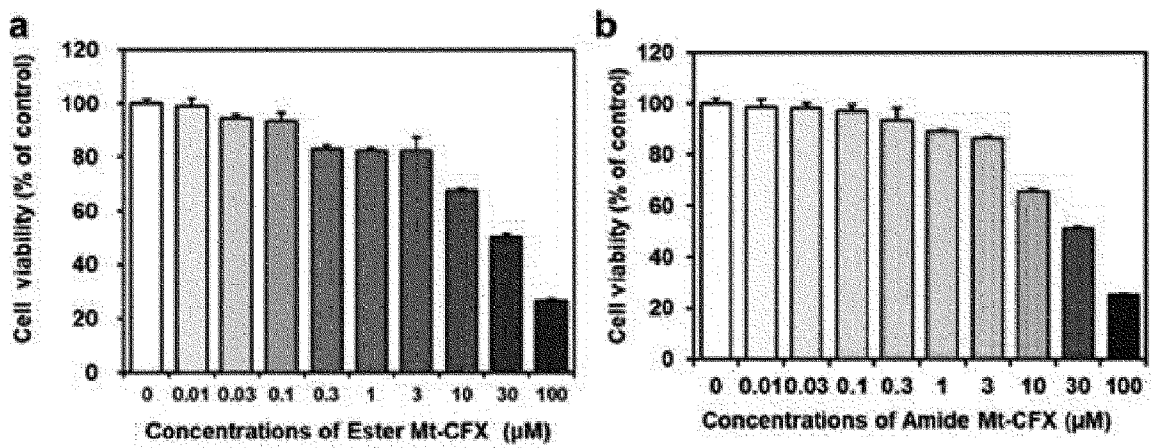 a
Cell viability (% of control)
120
100
80
60
40
20
0
0 0.01 0.03 0.1 0.3 1 3 10 30 100
Concentrations of Ester Mt-CFX (µM)
b
Cell viability (% of control)
120
100
80
60
40
20
0
0 0.01 0.03 0.1 0.3 1 3 10 30 100
Concentrations of Amide Mt-CFX (µM)